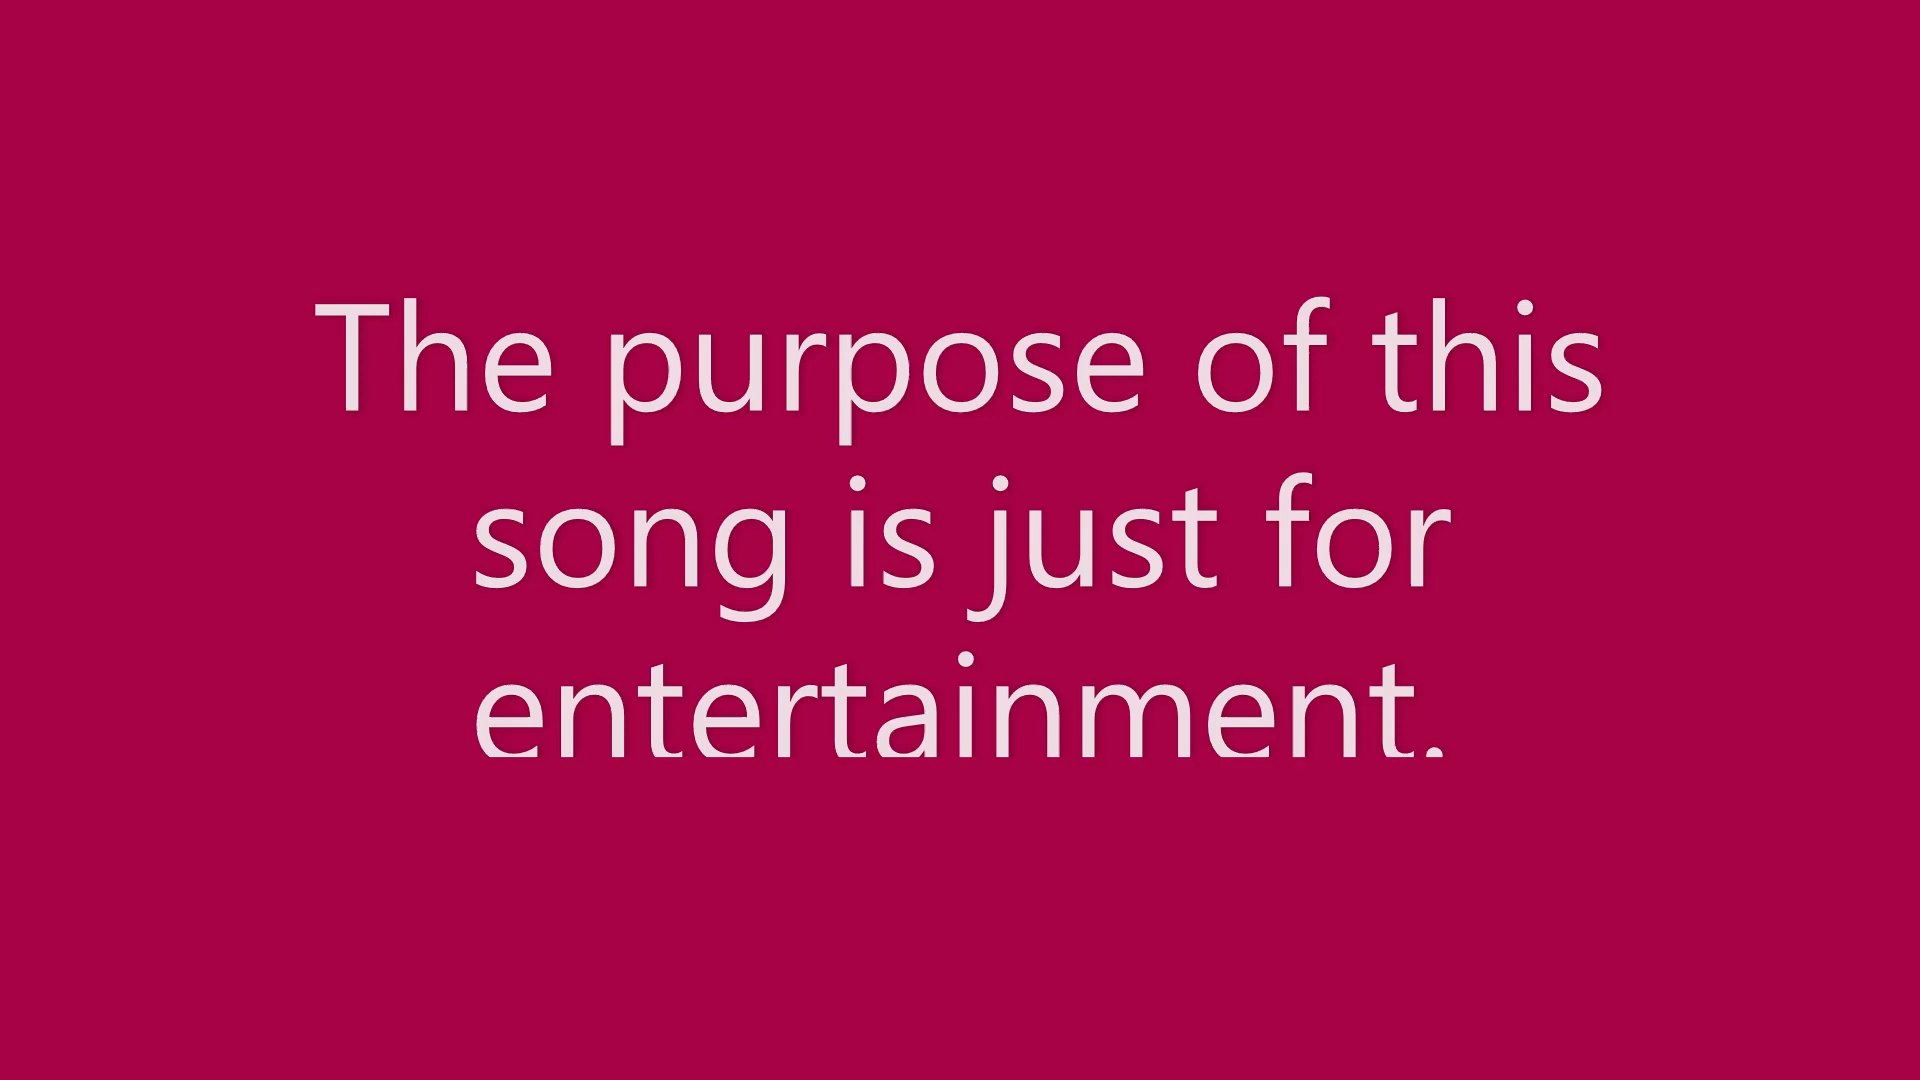 The purpose of this
song is just for
entertainment.